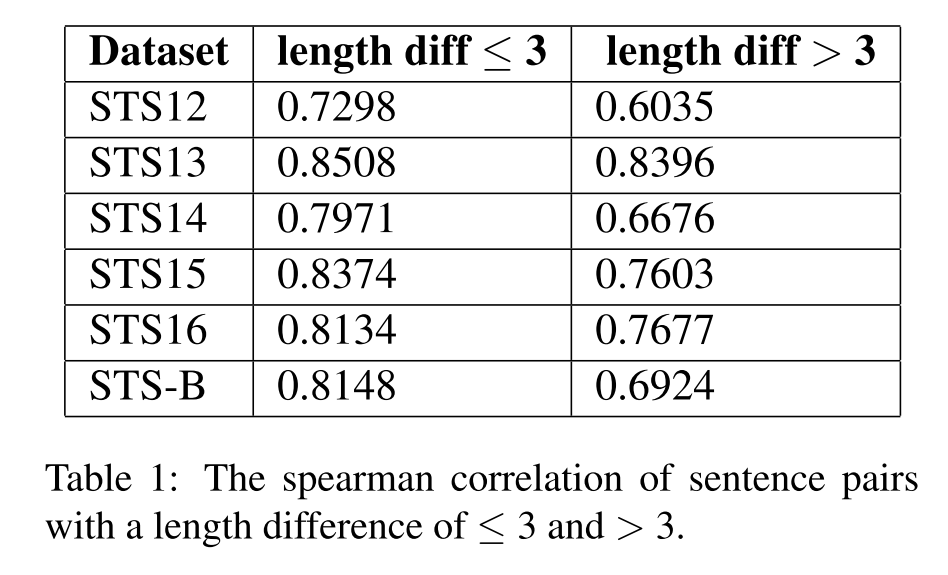 Dataset length diff ≤ 3 length diff > 3
STS12 0.7298 0.6035
STS13 0.8508 0.8396
STS14 0.7971 0.6676
STS15 0.8374 0.7603
STS16 0.8134 0.7677
STS-B 0.8148 0.6924
Table 1: The spearman correlation of sentence pairs
with a length difference of ≤ 3 and > 3.